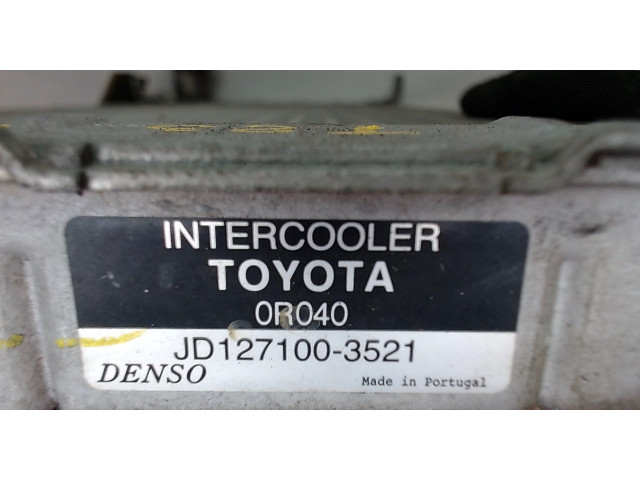 INTERCOOLER
TOYOTA
0R040
JD127100-3521
DENSO Made in Portugal